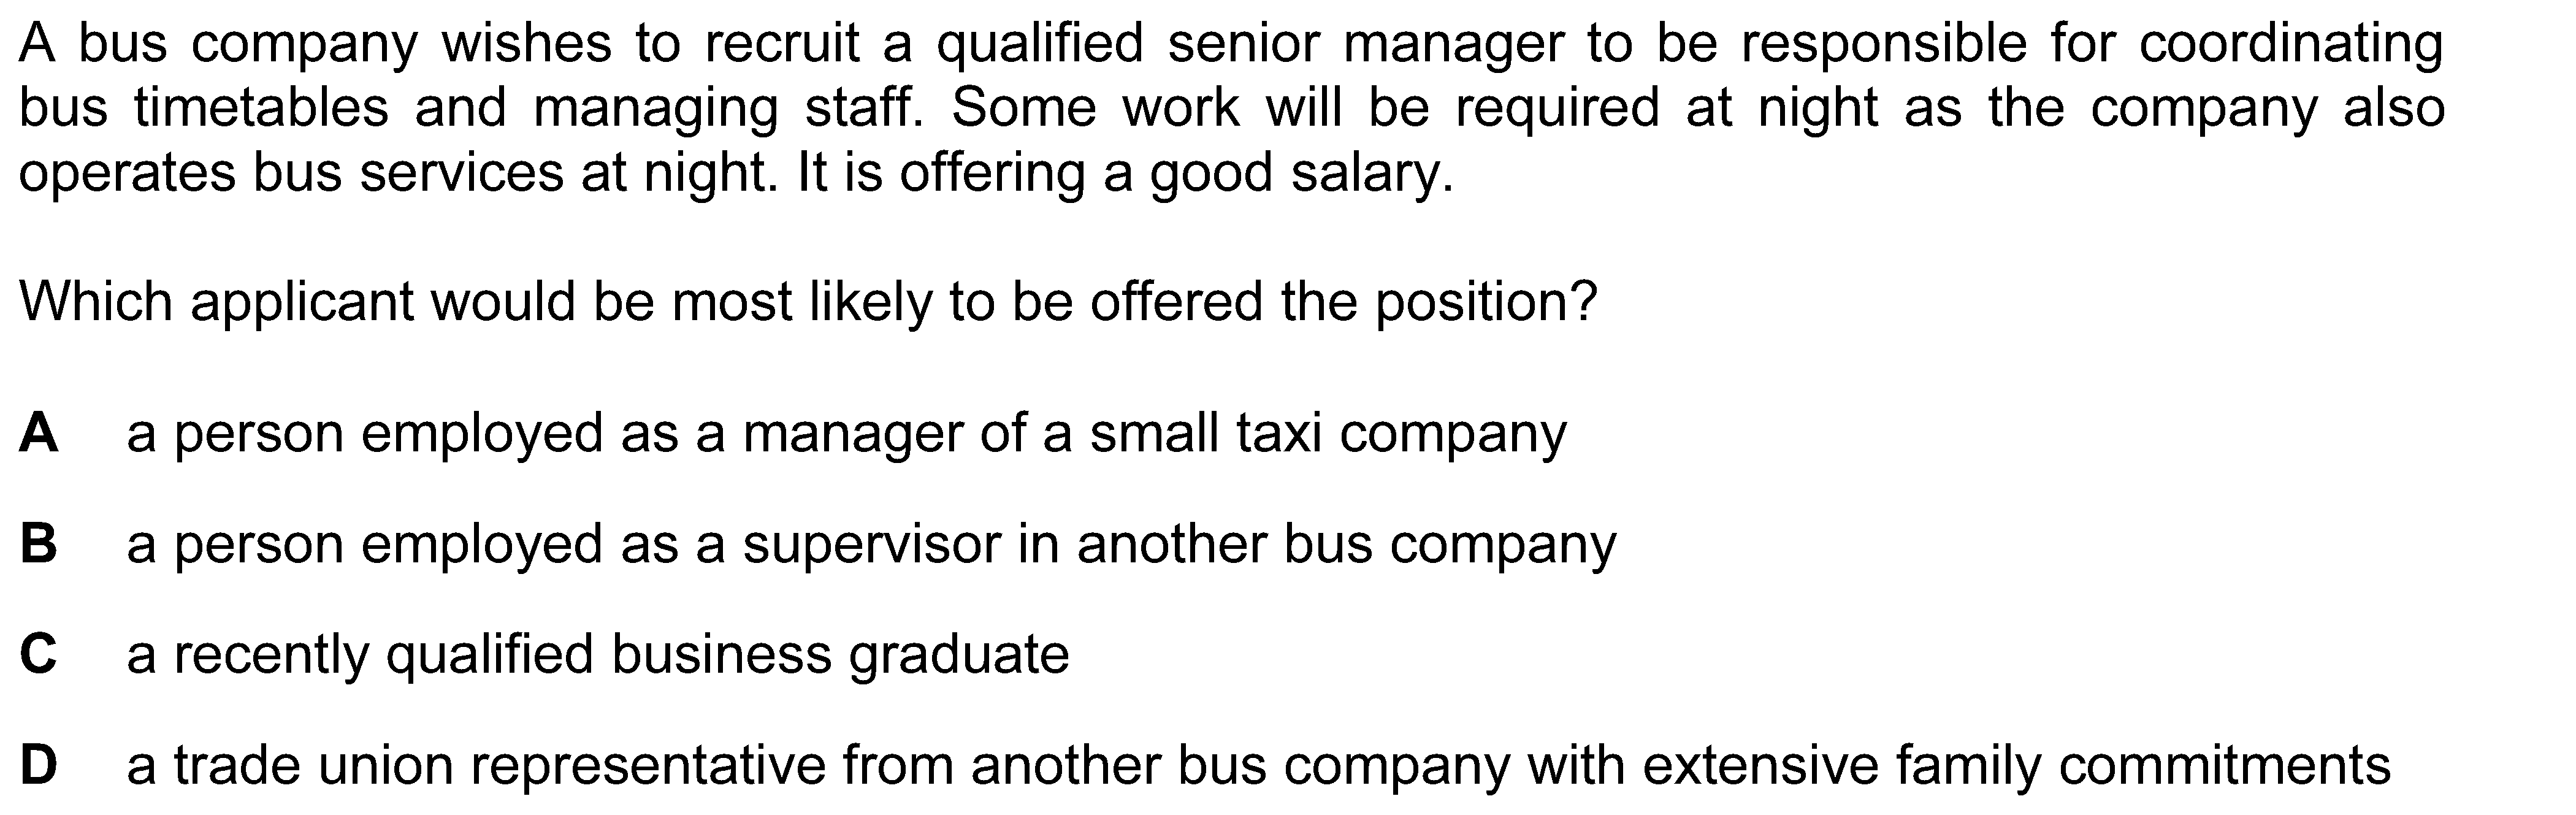 A bus company wishes to recruit a qualified senior manager to be responsible for coordinating
bus timetables and managing staff. Some work will be required at night as the company also
operates bus services at night. It is offering a good salary.
Which applicant would be most likely to be offered the position?
A a person employed as a manager of a small taxi company
B a person employed as a supervisor in another bus company
C a recently qualified business graduate
D a trade union representative from another bus company with extensive family commitments